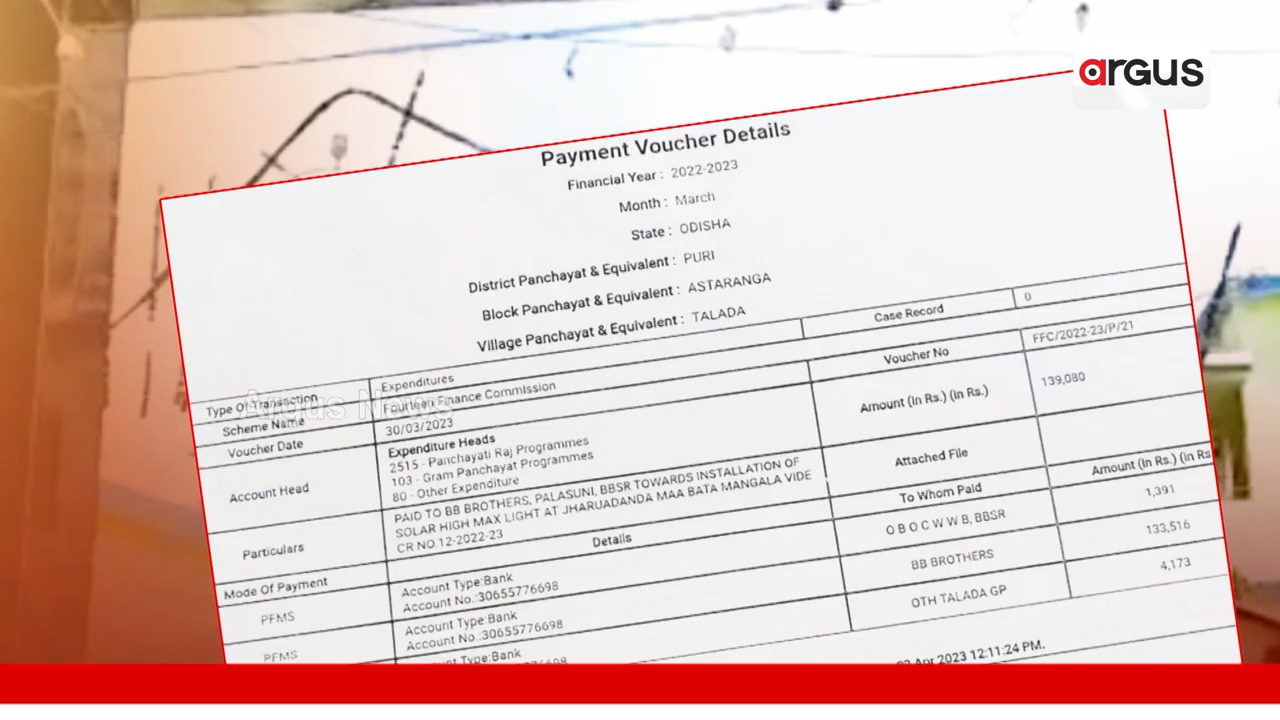 argus
Payment Voucher Details
Financial Year : 2022-2023
Month : March
State : ODISHA
District Panchayat & Equivalent : PURI
Block Panchayat & Equivalent : ASTARANGA
Village Panchayat & Equivalent : TALADA
Type Of Transaction Expenditures Case Record 0
Scheme Name Fourteen Finance Commission Voucher No FFC/2022-23/P/21
Voucher Date 30/03/2023 Amount (In Rs.) (In Rs.) 139,080
Argus News
Account Head Expenditure Heads
2515 - Panchayati Raj Programmes
103 - Gram Panchayat Programmes
80 - Other Expenditure
Attached File
Particulars PAID TO BB BROTHERS, PALASUNI, BBSR TOWARDS INSTALLATION OF
SOLAR HIGH MAX LIGHT AT JHARUADANDA MAA BATA MANGALA VIDE
CR NO.12-2022-23
Mode Of Payment Details To Whom Paid Amount (In Rs.) (In Rs
PFMS Account Type:Bank
Account No.:30655776698 O B O C W W B, BBSR 1,391
PFMS Account Type:Bank
Account No.:30655776698 BB BROTHERS 133,516
Account Type:Bank
OTH TALADA GP 4,173
Apr 2023 12:11:24 PM.